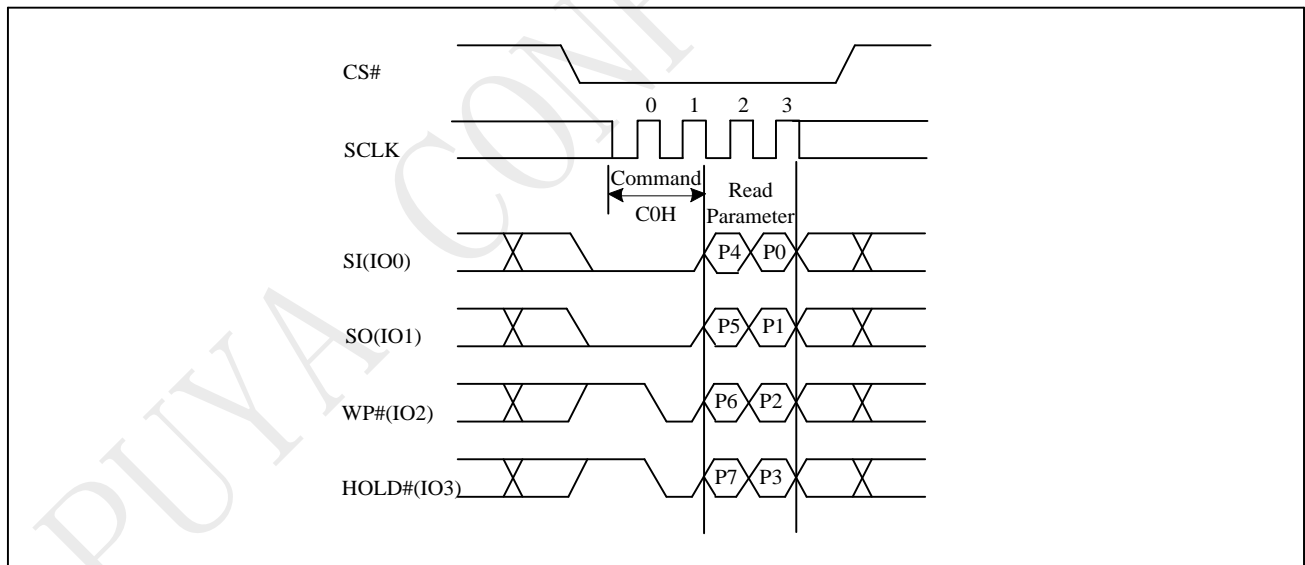 PUYA CONF
CS#
0 1 2 3
SCLK
Command
C0H
Read
Parameter
SI(IO0)
P4 P0
SO(IO1)
P5 P1
WP#(IO2)
P6 P2
HOLD#(IO3)
P7 P3